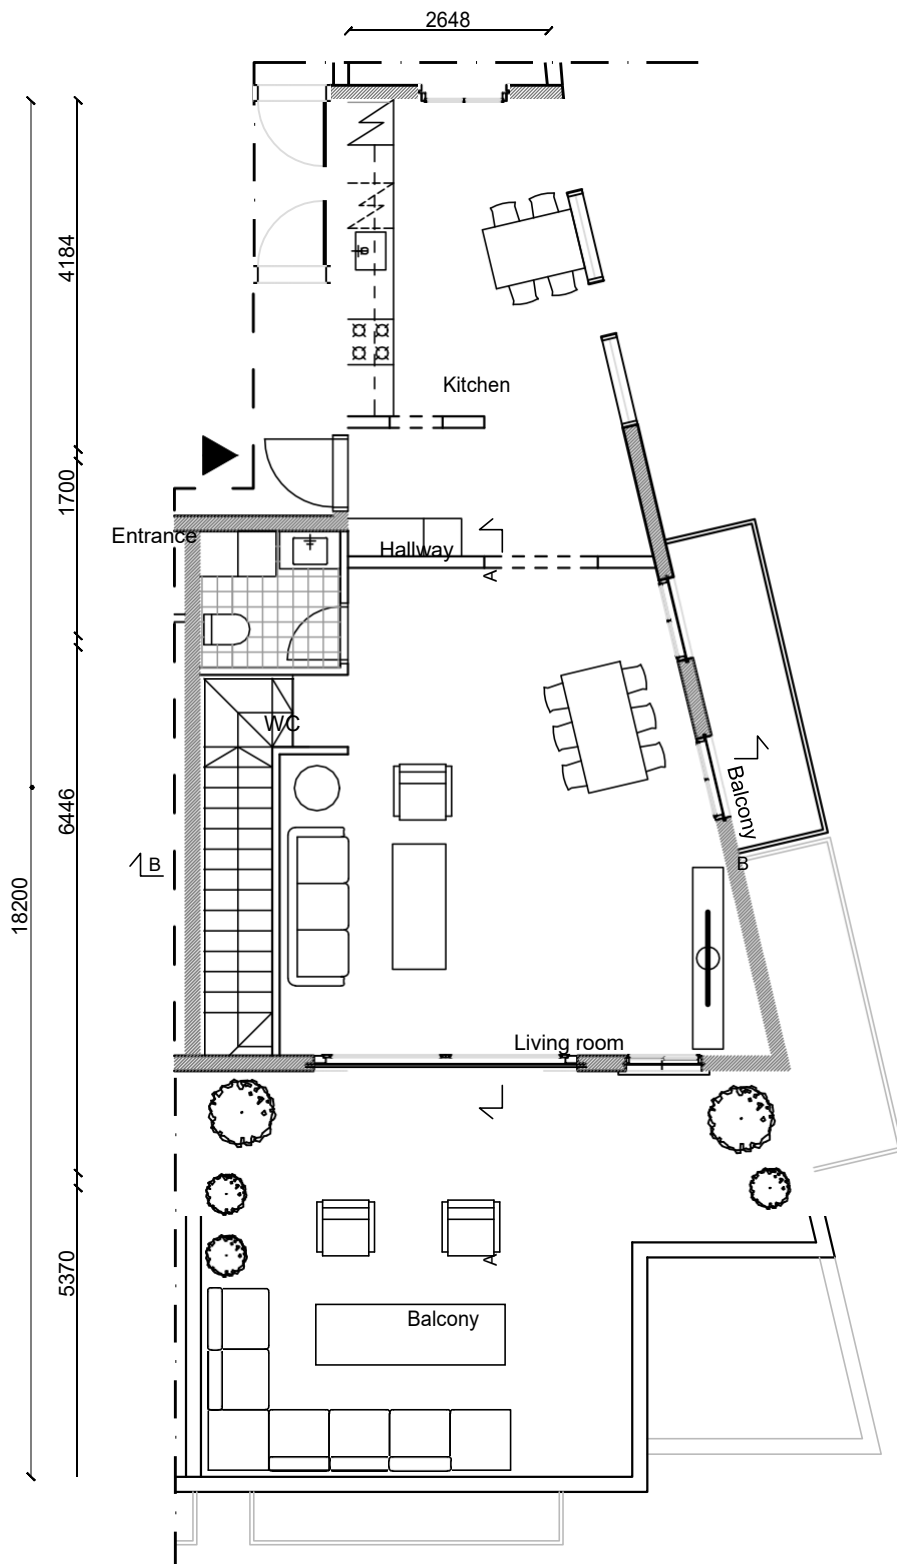 2648
4184
Kitchen
1700
Entrance
Hallway
A
WC
Balcony
6446
B
B
18200
Living room
A
5370
Balcony